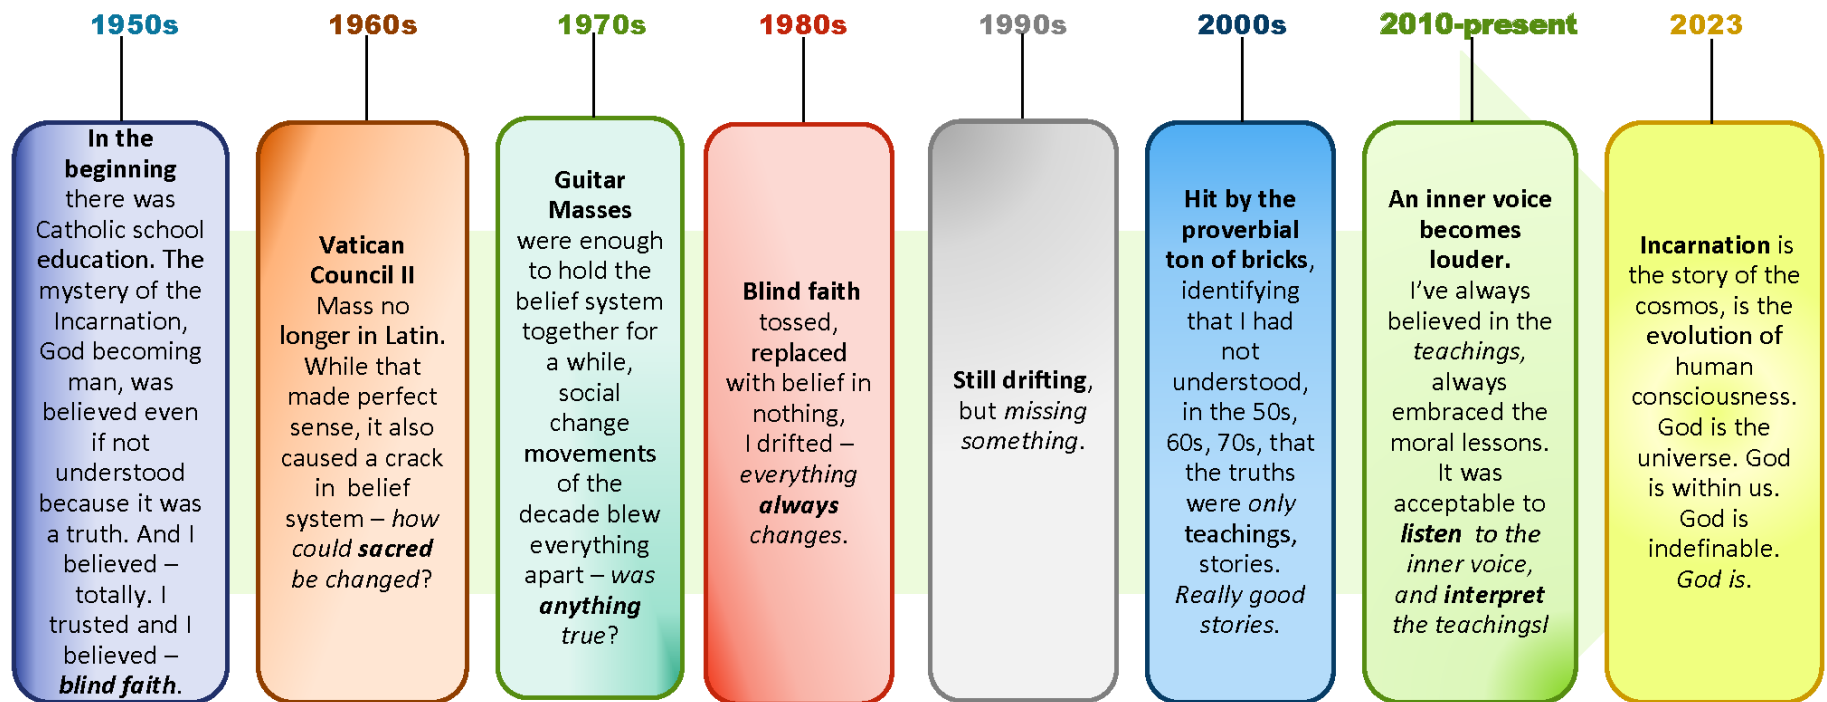 1950s
In the
beginning
there was
Catholic school
education. The
mystery of the
Incarnation,
God becoming
man, was
believed even
if not
understood
because it was
a truth. And I
believed –
totally. I
trusted and I
believed –
blind faith.
1960s
Vatican
Council II
Mass no
longer in Latin.
While that
made perfect
sense, it also
caused a crack
in belief
system – how
could sacred
be changed?
1970s
Guitar
Masses
were enough
to hold the
belief system
together for
a while,
social
change
movements
of the
decade blew
everything
apart – was
anything
true?
1980s
Blind faith
tossed,
replaced
with belief in
nothing,
I drifted –
everything
always
changes.
1990s
Still drifting,
but missing
something.
2000s
Hit by the
proverbial
ton of bricks,
identifying
that I had
not
understood,
in the 50s,
60s, 70s, that
the truths
were only
teachings,
stories.
Really good
stories.
2010-present
An inner voice
becomes
louder.
I’ve always
believed in the
teachings,
always
embraced the
moral lessons.
It was
acceptable to
listen to the
inner voice,
and interpret
the teachings!
2023
Incarnation is
the story of the
cosmos, is the
evolution of
human
consciousness.
God is the
universe. God
is within us.
God is
indefinable.
God is.